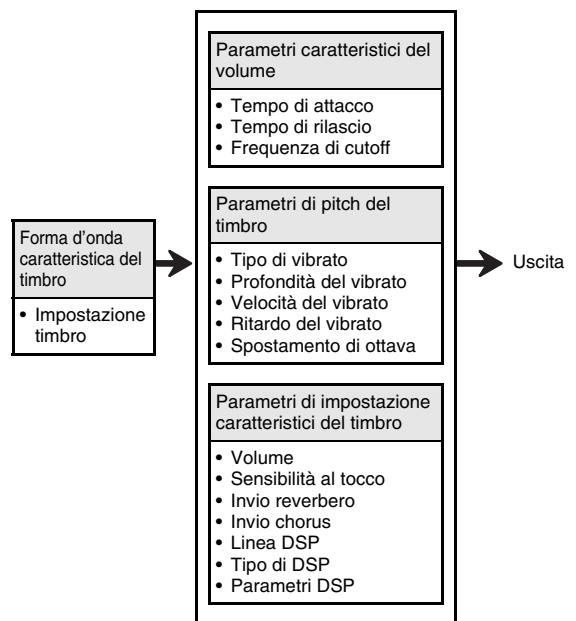 Forma d'onda
caratteristica del
timbro
• Impostazione
timbro
Parametri caratteristici del
volume
• Tempo di attacco
• Tempo di rilascio
• Frequenza di cutoff
Parametri di pitch del
timbro
• Tipo di vibrato
• Profondità del vibrato
• Velocità del vibrato
• Ritardo del vibrato
• Spostamento di ottava
Parametri di impostazione
caratteristici del timbro
• Volume
• Sensibilità al tocco
• Invio reverbero
• Invio chorus
• Linea DSP
• Tipo di DSP
• Parametri DSP
Uscita